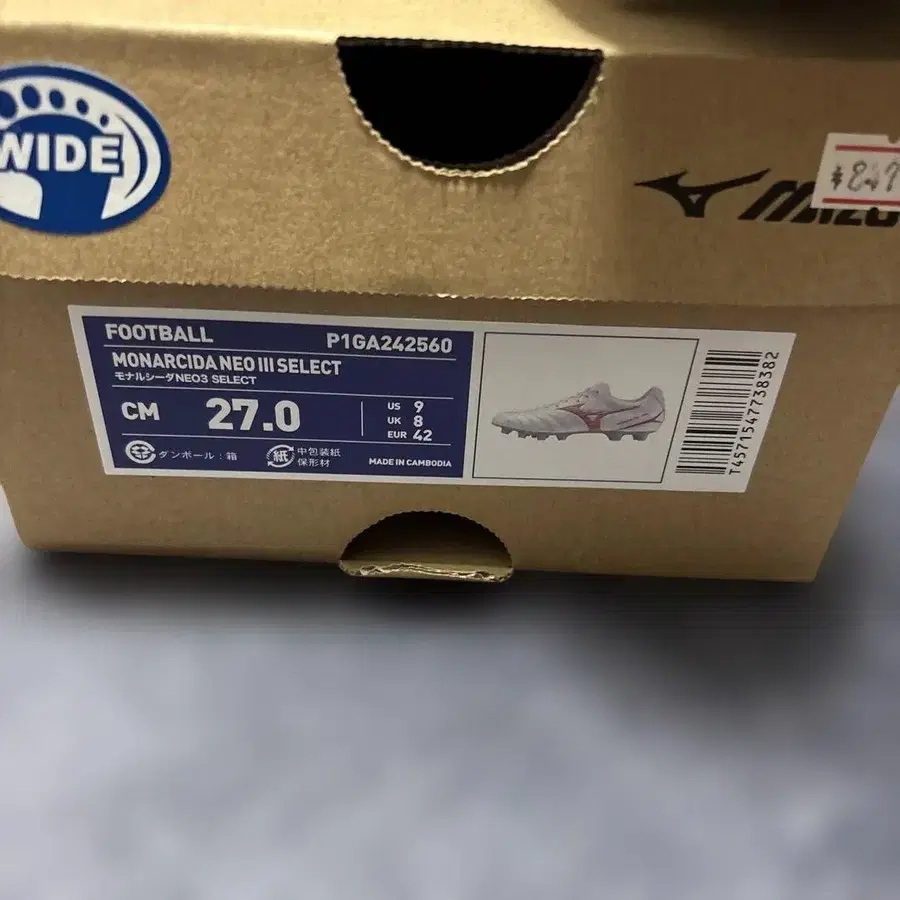 WIDE
MIZU
FOOTBALL
P1GA242560
MONARCIDA NEO III SELECT
モナルシーダNEO3 SELECT
CM 27.0
US 9
UK 8
EUR 42
ダンボール：箱
紙
中包装紙
保形材
MADE IN CAMBODIA
T4571547738382